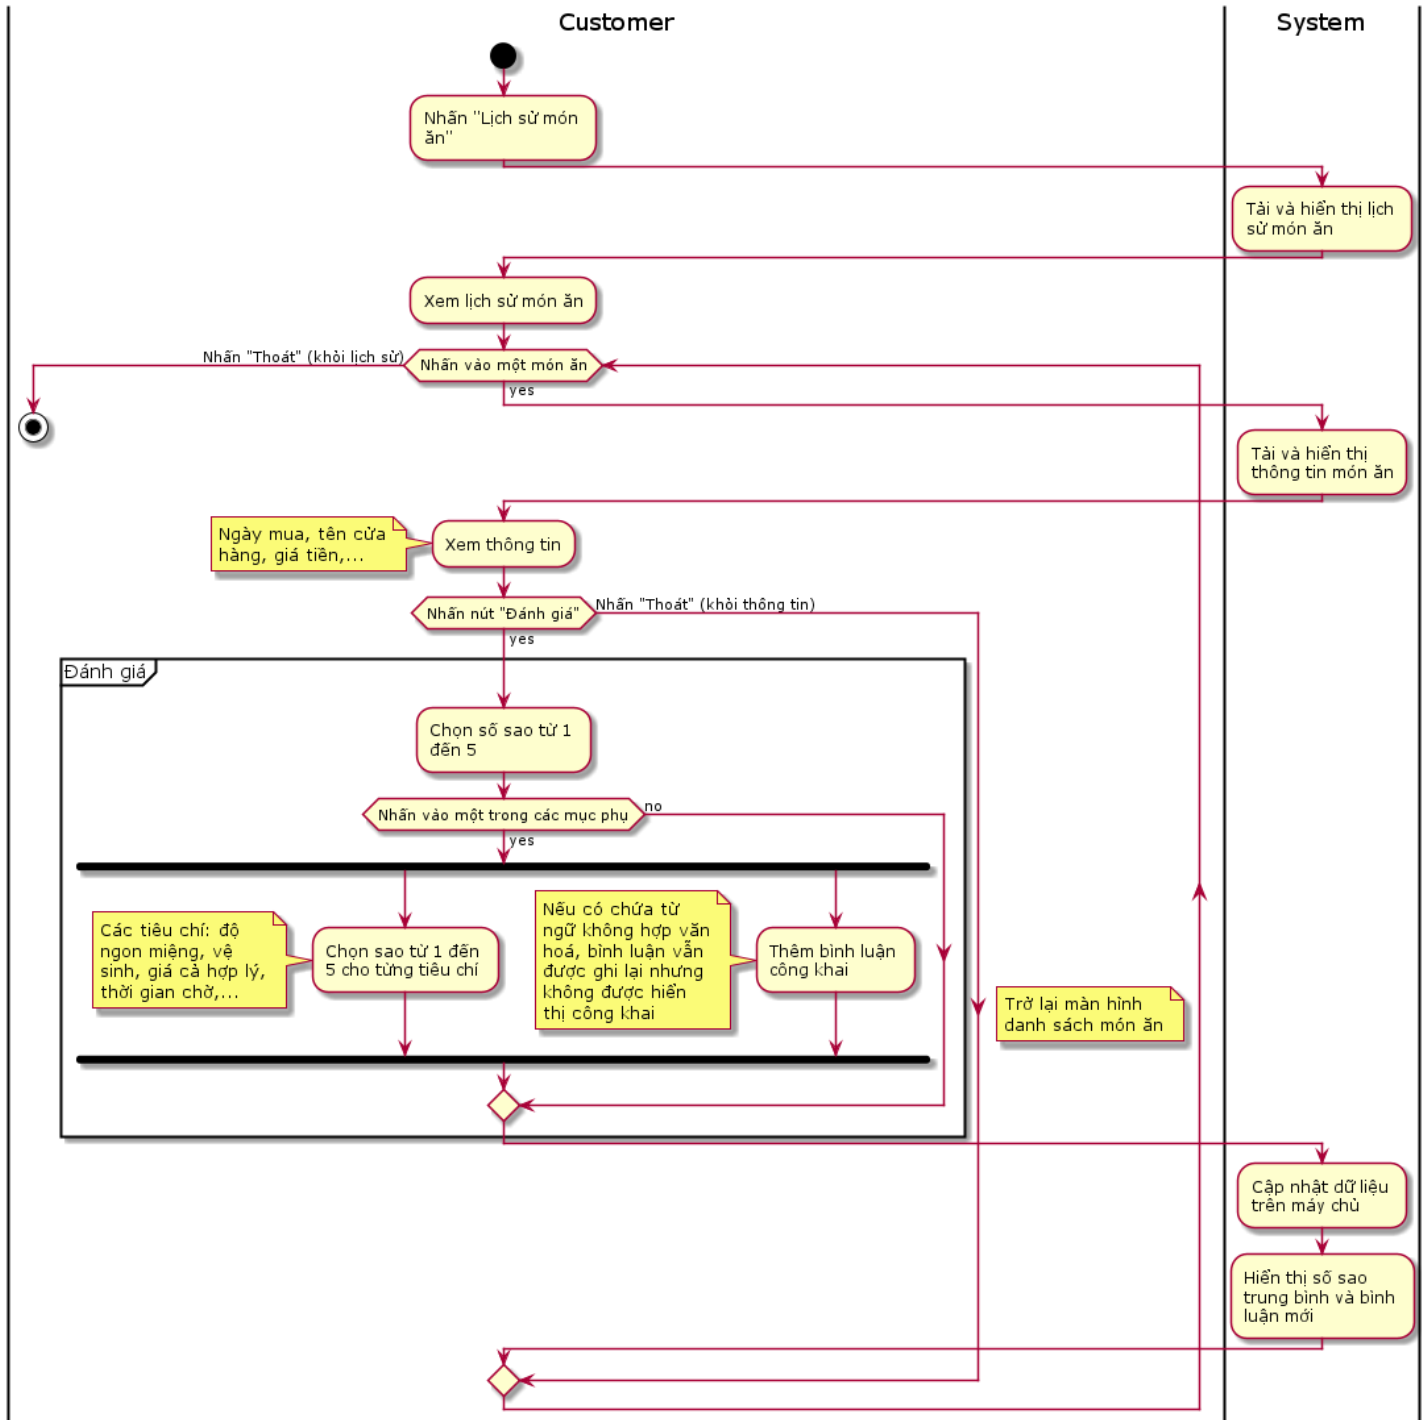 Customer
System
Nhấn "Lịch sử món
ăn"
Tải và hiển thị lịch
sử món ăn
Xem lịch sử món ăn
Nhấn "Thoát" (khỏi lịch sử)
Nhấn vào một món ăn
yes
Tải và hiển thị
thông tin món ăn
Ngày mua, tên cửa
hàng, giá tiền,...
Xem thông tin
Nhấn nút "Đánh giá"
Nhấn "Thoát" (khỏi thông tin)
yes
Đánh giá
Chọn số sao từ 1
đến 5
Nhấn vào một trong các mục phụ
no
yes
Các tiêu chí: độ
ngon miệng, vệ
sinh, giá cả hợp lý,
thời gian chờ,...
Chọn sao từ 1 đến
5 cho từng tiêu chí
Nếu có chứa từ
ngữ không hợp văn
hoá, bình luận vẫn
được ghi lại nhưng
không được hiển
thị công khai
Thêm bình luận
công khai
Trở lại màn hình
danh sách món ăn
Cập nhật dữ liệu
trên máy chủ
Hiển thị số sao
trung bình và bình
luận mới